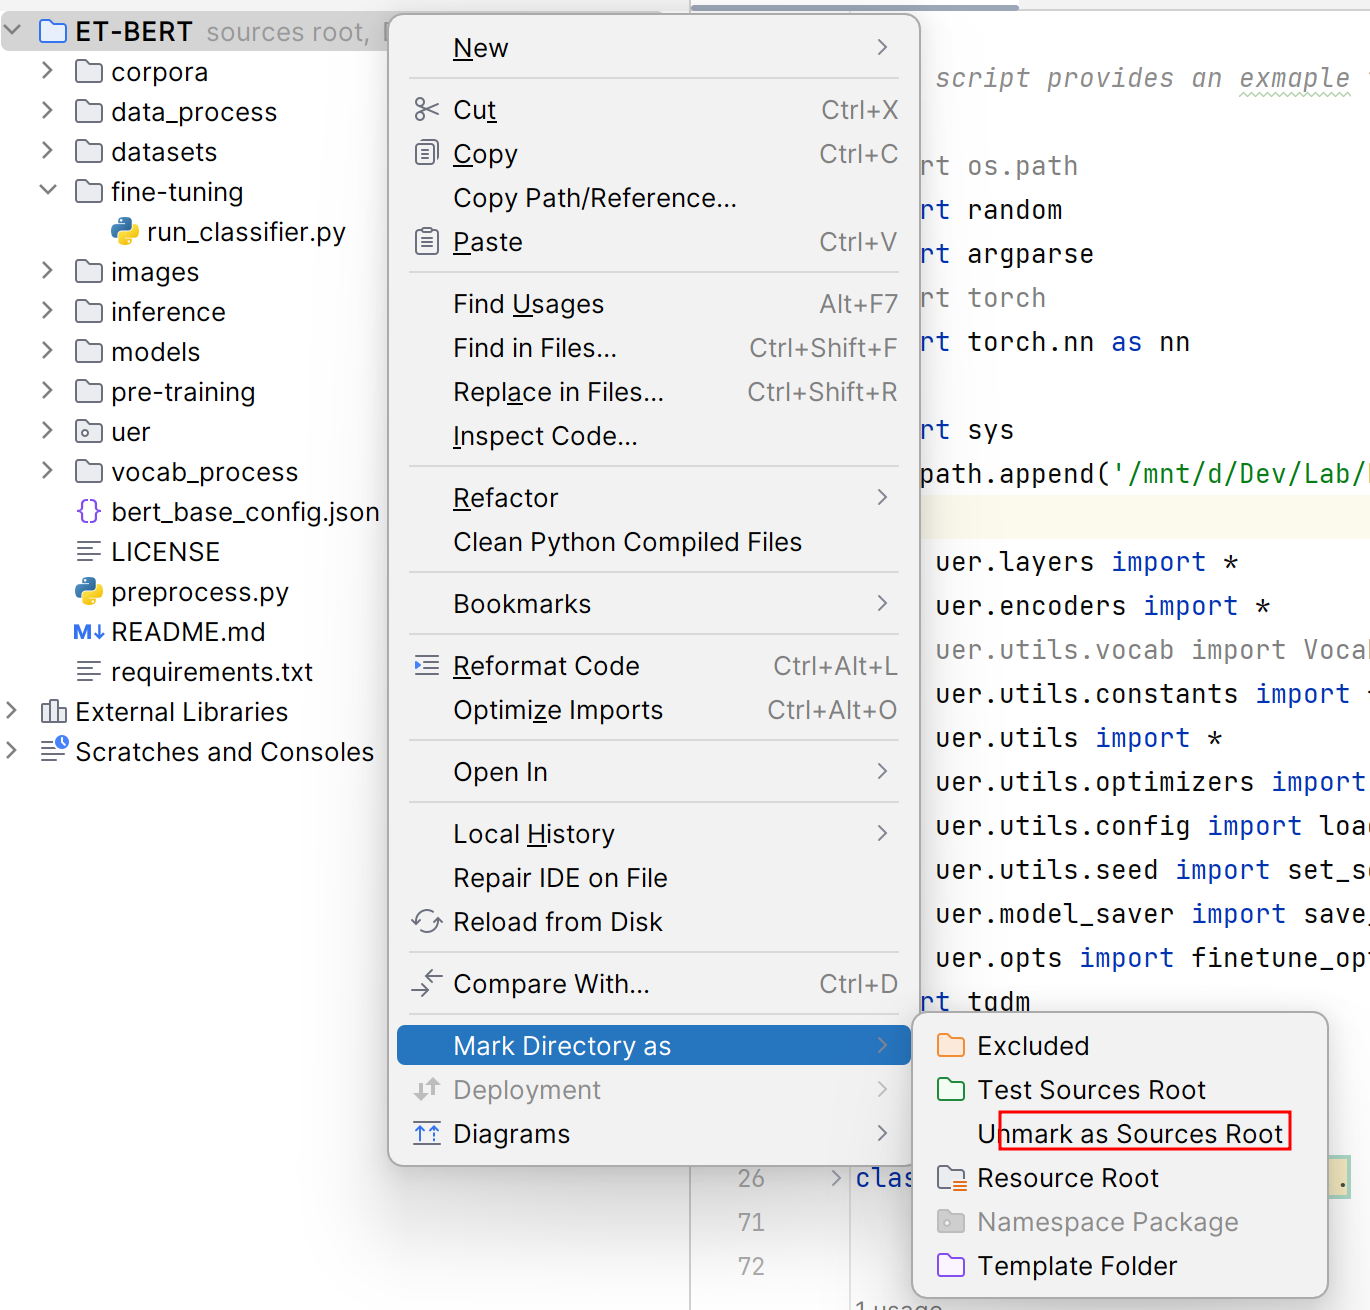 ET-BERT sources root,
corpora
data_process
datasets
fine-tuning
run_classifier.py
images
inference
models
pre-training
uer
vocab_process
bert_base_config.json
LICENSE
preprocess.py
README.md
requirements.txt
External Libraries
Scratches and Consoles
New
Cut Ctrl+X
Copy Ctrl+C
Copy Path/Reference...
Paste Ctrl+V
Find Usages Alt+F7
Find in Files... Ctrl+Shift+F
Replace in Files... Ctrl+Shift+R
Inspect Code...
Refactor
Clean Python Compiled Files
Bookmarks
Reformat Code Ctrl+Alt+L
Optimize Imports Ctrl+Alt+O
Open In
Local History
Repair IDE on File
Reload from Disk
Compare With... Ctrl+D
Mark Directory as
Deployment
Diagrams
Excluded
Test Sources Root
Unmark as Sources Root
Resource Root
Namespace Package
Template Folder
script provides an exmaple
rt os.path
rt random
rt argparse
rt torch
rt torch.nn as nn
rt sys
path.append('/mnt/d/Dev/Lab/
uer.layers import *
uer.encoders import *
uer.utils.vocab import Vocab
uer.utils.constants import *
uer.utils import *
uer.utils.optimizers import
uer.utils.config import loa
uer.utils.seed import set_s
uer.model_saver import save_
uer.opts import finetune_op
rt tqdm
26 clas
71
72
1 usage